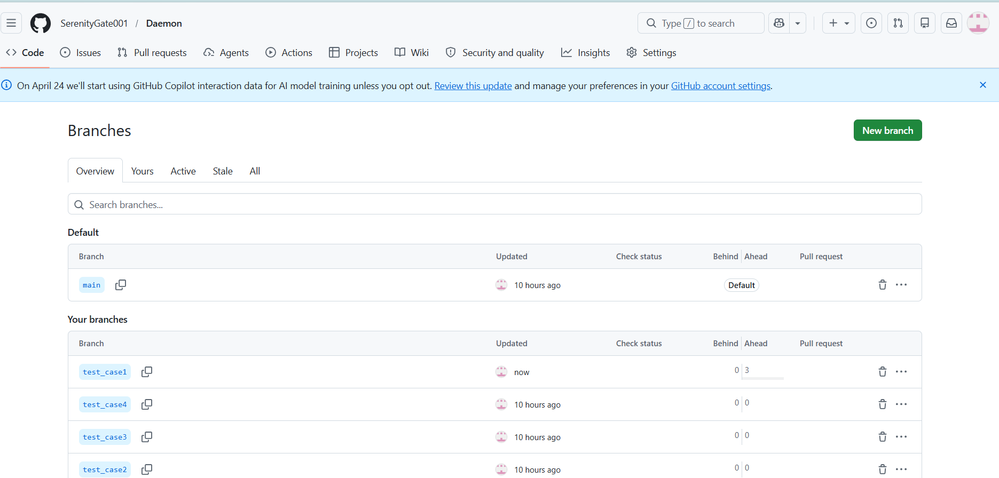 SerenityGate001 / Daemon
Type / to search
Code Issues Pull requests Agents Actions Projects Wiki Security and quality Insights Settings
On April 24 we'll start using GitHub Copilot interaction data for AI model training unless you opt out. Review this update and manage your preferences in your GitHub account settings.
Branches
New branch
Overview Yours Active Stale All
Search branches...
Default
Branch Updated Check status Behind Ahead Pull request
main 10 hours ago Default
Your branches
Branch Updated Check status Behind Ahead Pull request
test_case1 now 0 3
test_case4 10 hours ago 0 0
test_case3 10 hours ago 0 0
test_case2 10 hours ago 0 0